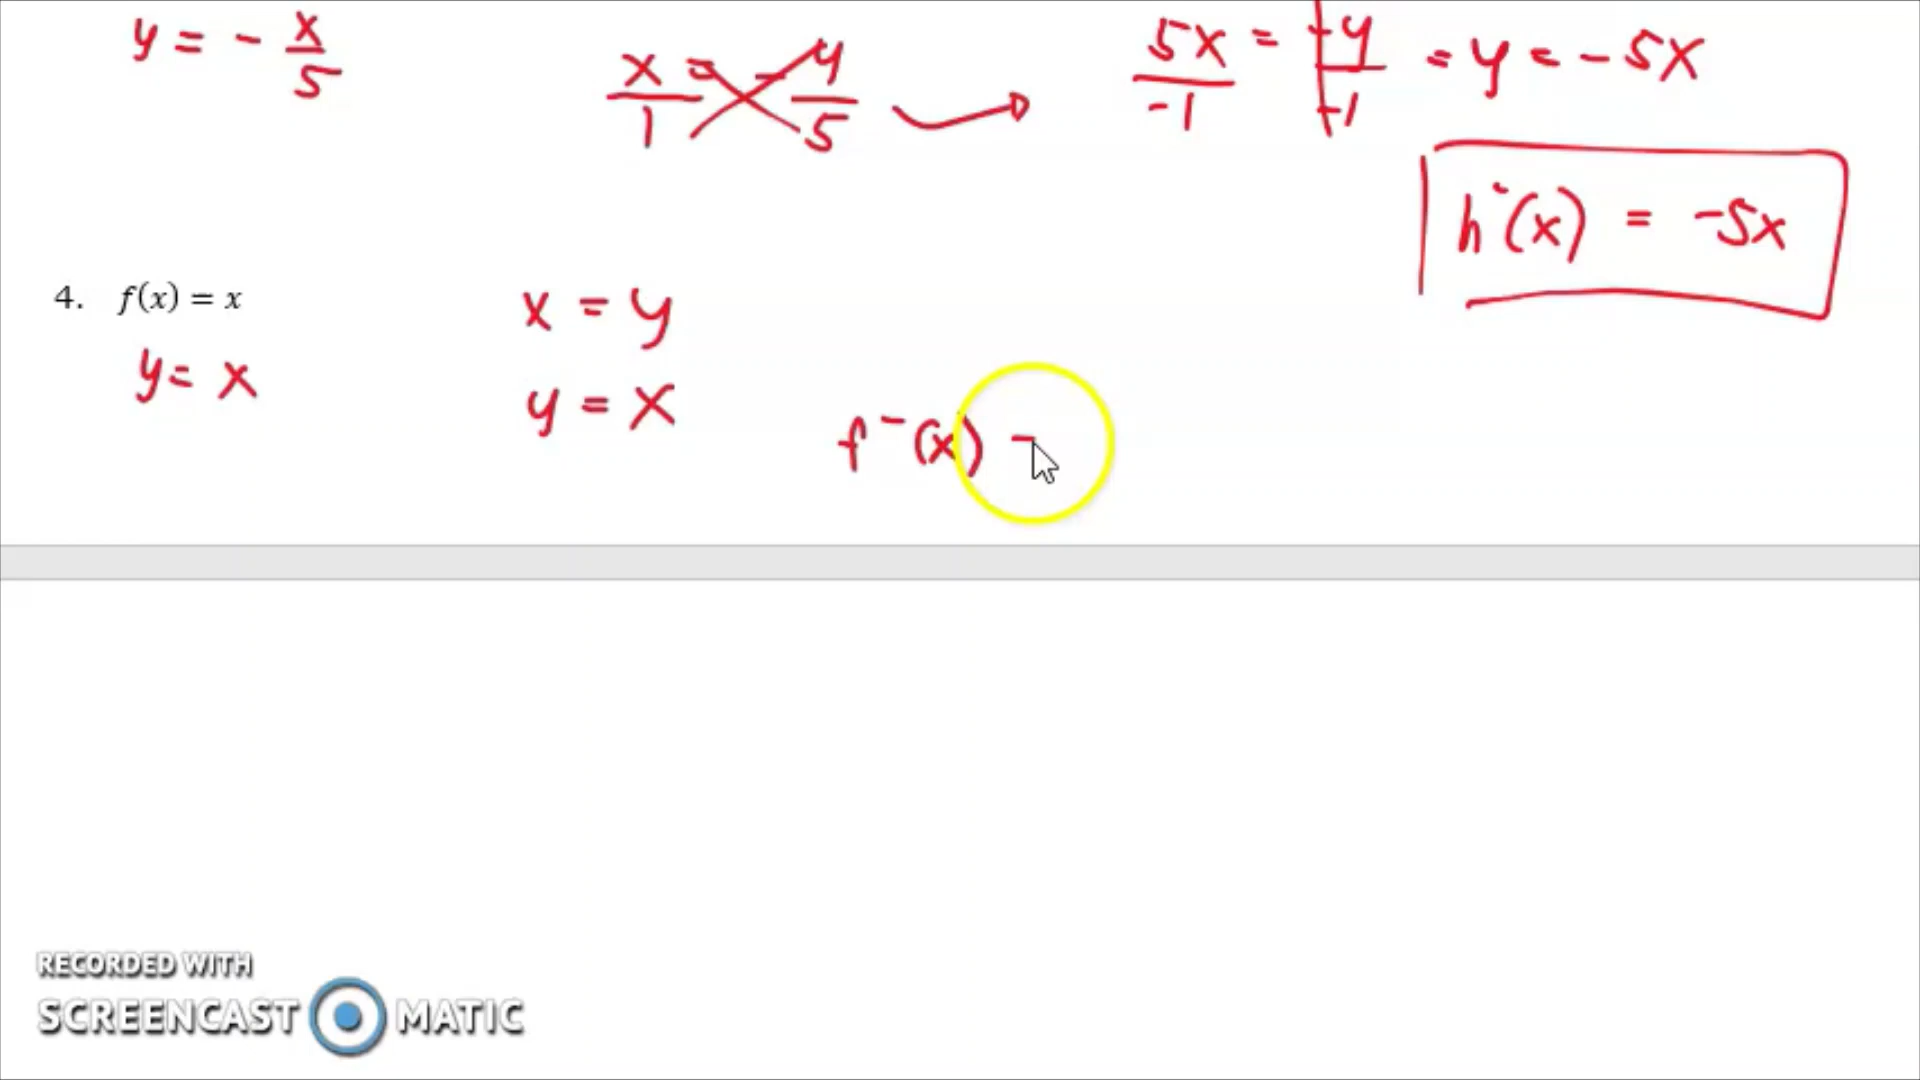 y = - x/5
x/1 = - y/5
5x/-1 = -y/-1 = y = -5x
h⁻(x) = -5x
4. f(x) = x
y = x
x = y
y = x
f⁻(x) -
RECORDED WITH
SCREENCAST MATIC